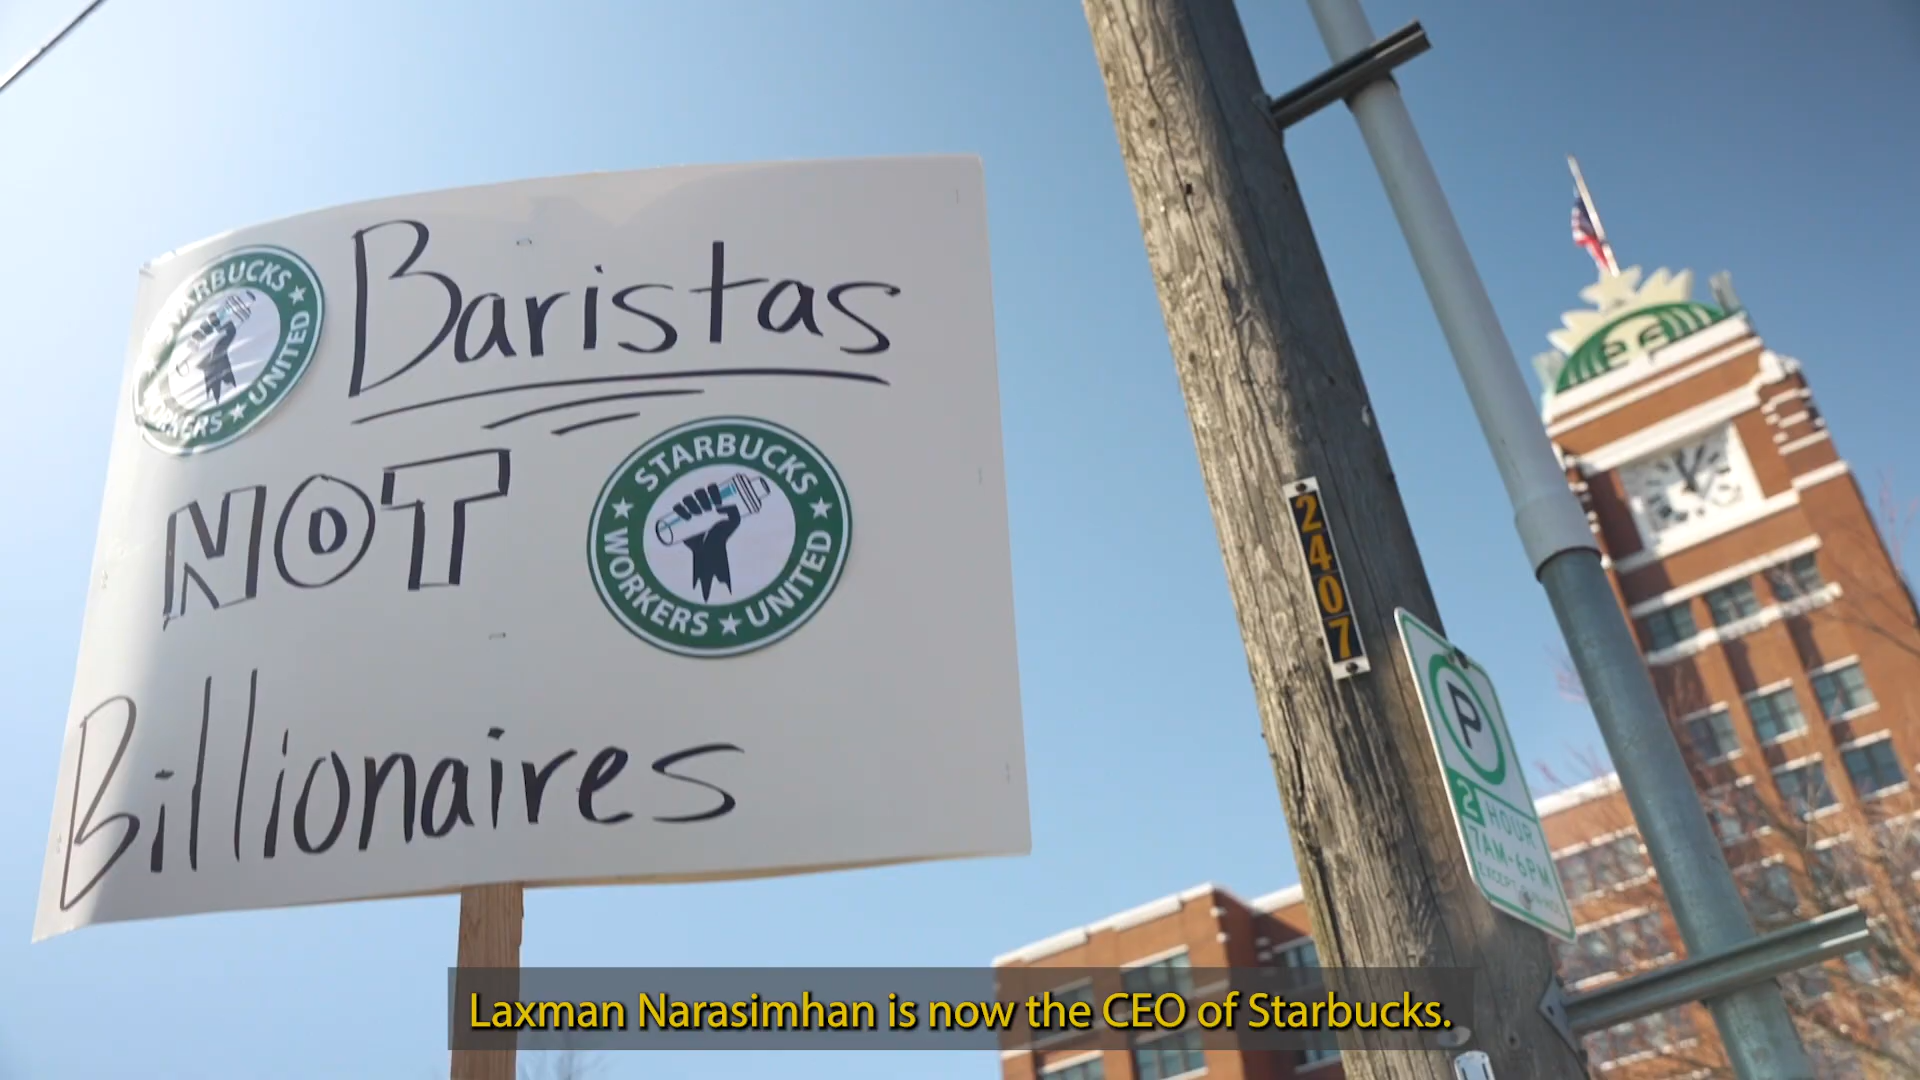 Baristas
NOT
Billionaires
STARBUCKS
WORKERS ★ UNITED
STARBUCKS
WORKERS ★ UNITED
2407
P
2 HOUR
7AM-6PM
Laxman Narasimhan is now the CEO of Starbucks.